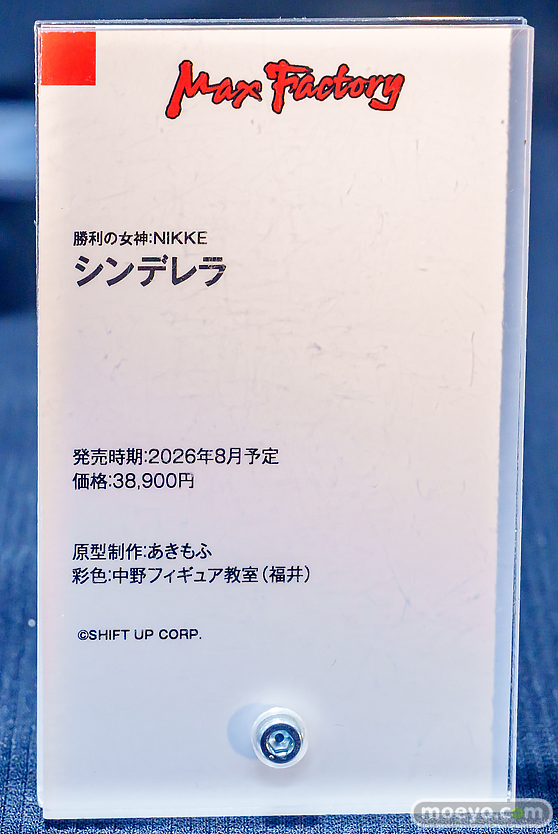 Max Factory
勝利の女神:NIKKE
シンデレラ
発売時期:2026年8月予定
価格:38,900円
原型制作:あきもふ
彩色:中野フィギュア教室(福井)
©SHIFT UP CORP.
moeyo.com